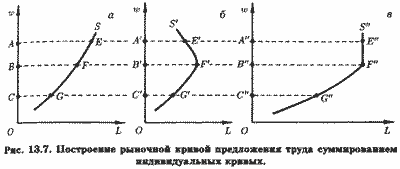 w a w б w в
S S' S"
A E A' E' A" E"
B F B' F' B" F"
C G C' G' C" G"
O L O L O L
Рис. 13.7. Построение рыночной кривой предложения труда суммированием
индивидуальных кривых.